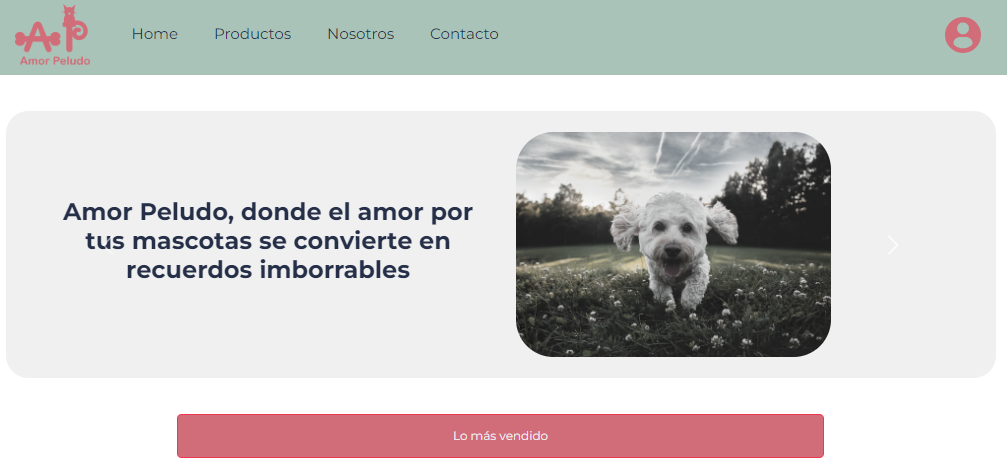 AP
Amor Peludo
Home
Productos
Nosotros
Contacto
Amor Peludo, donde el amor por
tus mascotas se convierte en
recuerdos imborrables
Lo más vendido